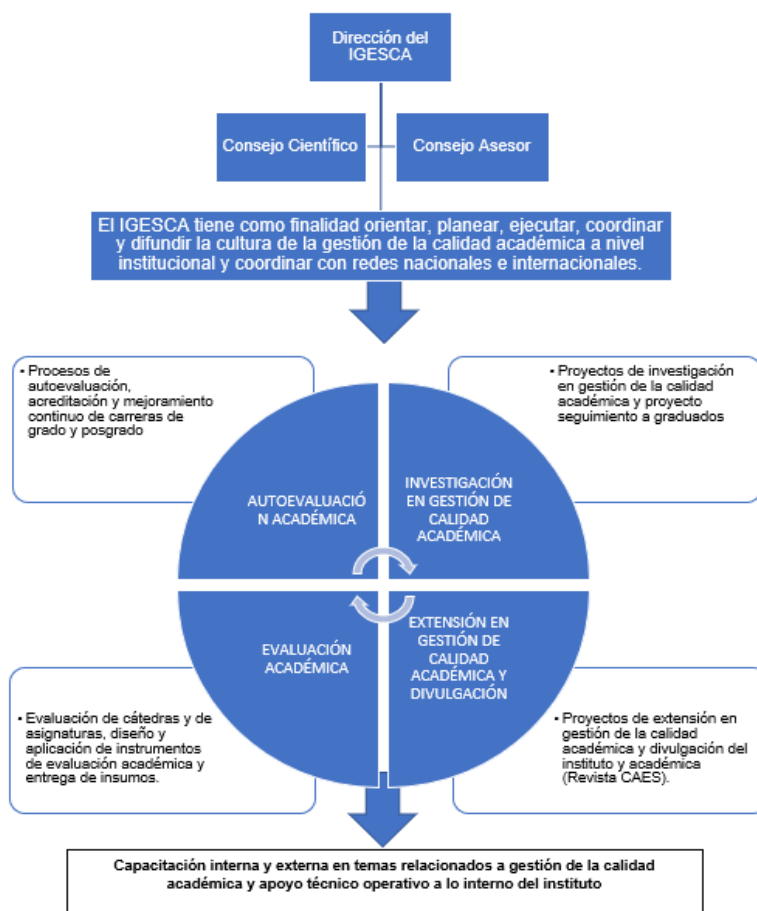 Dirección del
IGESCA
Consejo Científico
Consejo Asesor
El IGESCA tiene como finalidad orientar, planear, ejecutar, coordinar
y difundir la cultura de la gestión de la calidad académica a nivel
institucional y coordinar con redes nacionales e internacionales.
• Procesos de
autoevaluación,
acreditación y mejoramiento
continuo de carreras de
grado y posgrado
• Proyectos de investigación
en gestión de la calidad
académica y proyecto
seguimiento a graduados
AUTOEVALUACIÓ
N ACADÉMICA
INVESTIGACIÓN
EN GESTIÓN DE
CALIDAD
ACADÉMICA
EVALUACIÓN
ACADÉMICA
EXTENSIÓN EN
GESTIÓN DE
CALIDAD
ACADÉMICA Y
DIVULGACIÓN
• Evaluación de cátedras y de
asignaturas, diseño y
aplicación de instrumentos
de evaluación académica y
entrega de insumos.
• Proyectos de extensión en
gestión de la calidad
académica y divulgación del
instituto y académica
(Revista CAES).
Capacitación interna y externa en temas relacionados a gestión de la calidad
académica y apoyo técnico operativo a lo interno del instituto